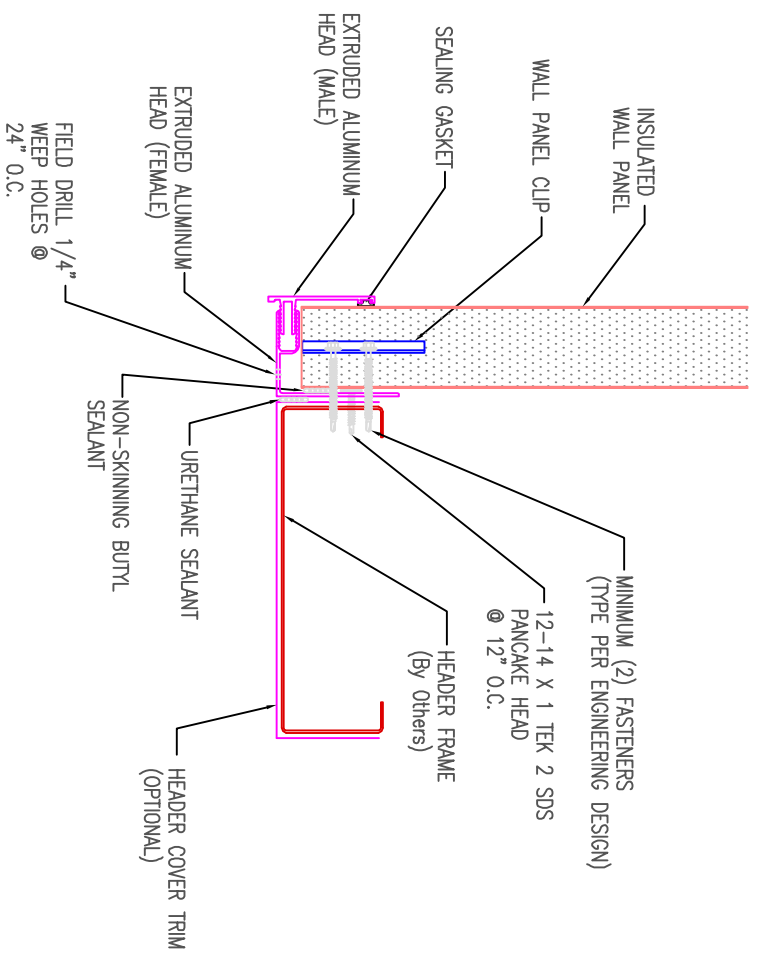 INSULATED
WALL PANEL
WALL PANEL CLIP
SEALING GASKET
EXTRUDED ALUMINUM
HEAD (MALE)
EXTRUDED ALUMINUM
HEAD (FEMALE)
FIELD DRILL 1/4"
WEEP HOLES @
24" O.C.
MINIMUM (2) FASTENERS
(TYPE PER ENGINEERING DESIGN)
12-14 X 1 TEK 2 SDS
PANCAKE HEAD
@ 12" O.C.
HEADER FRAME
(By Others)
URETHANE SEALANT
NON-SKINNING BUTYL
SEALANT
HEADER COVER TRIM
(OPTIONAL)